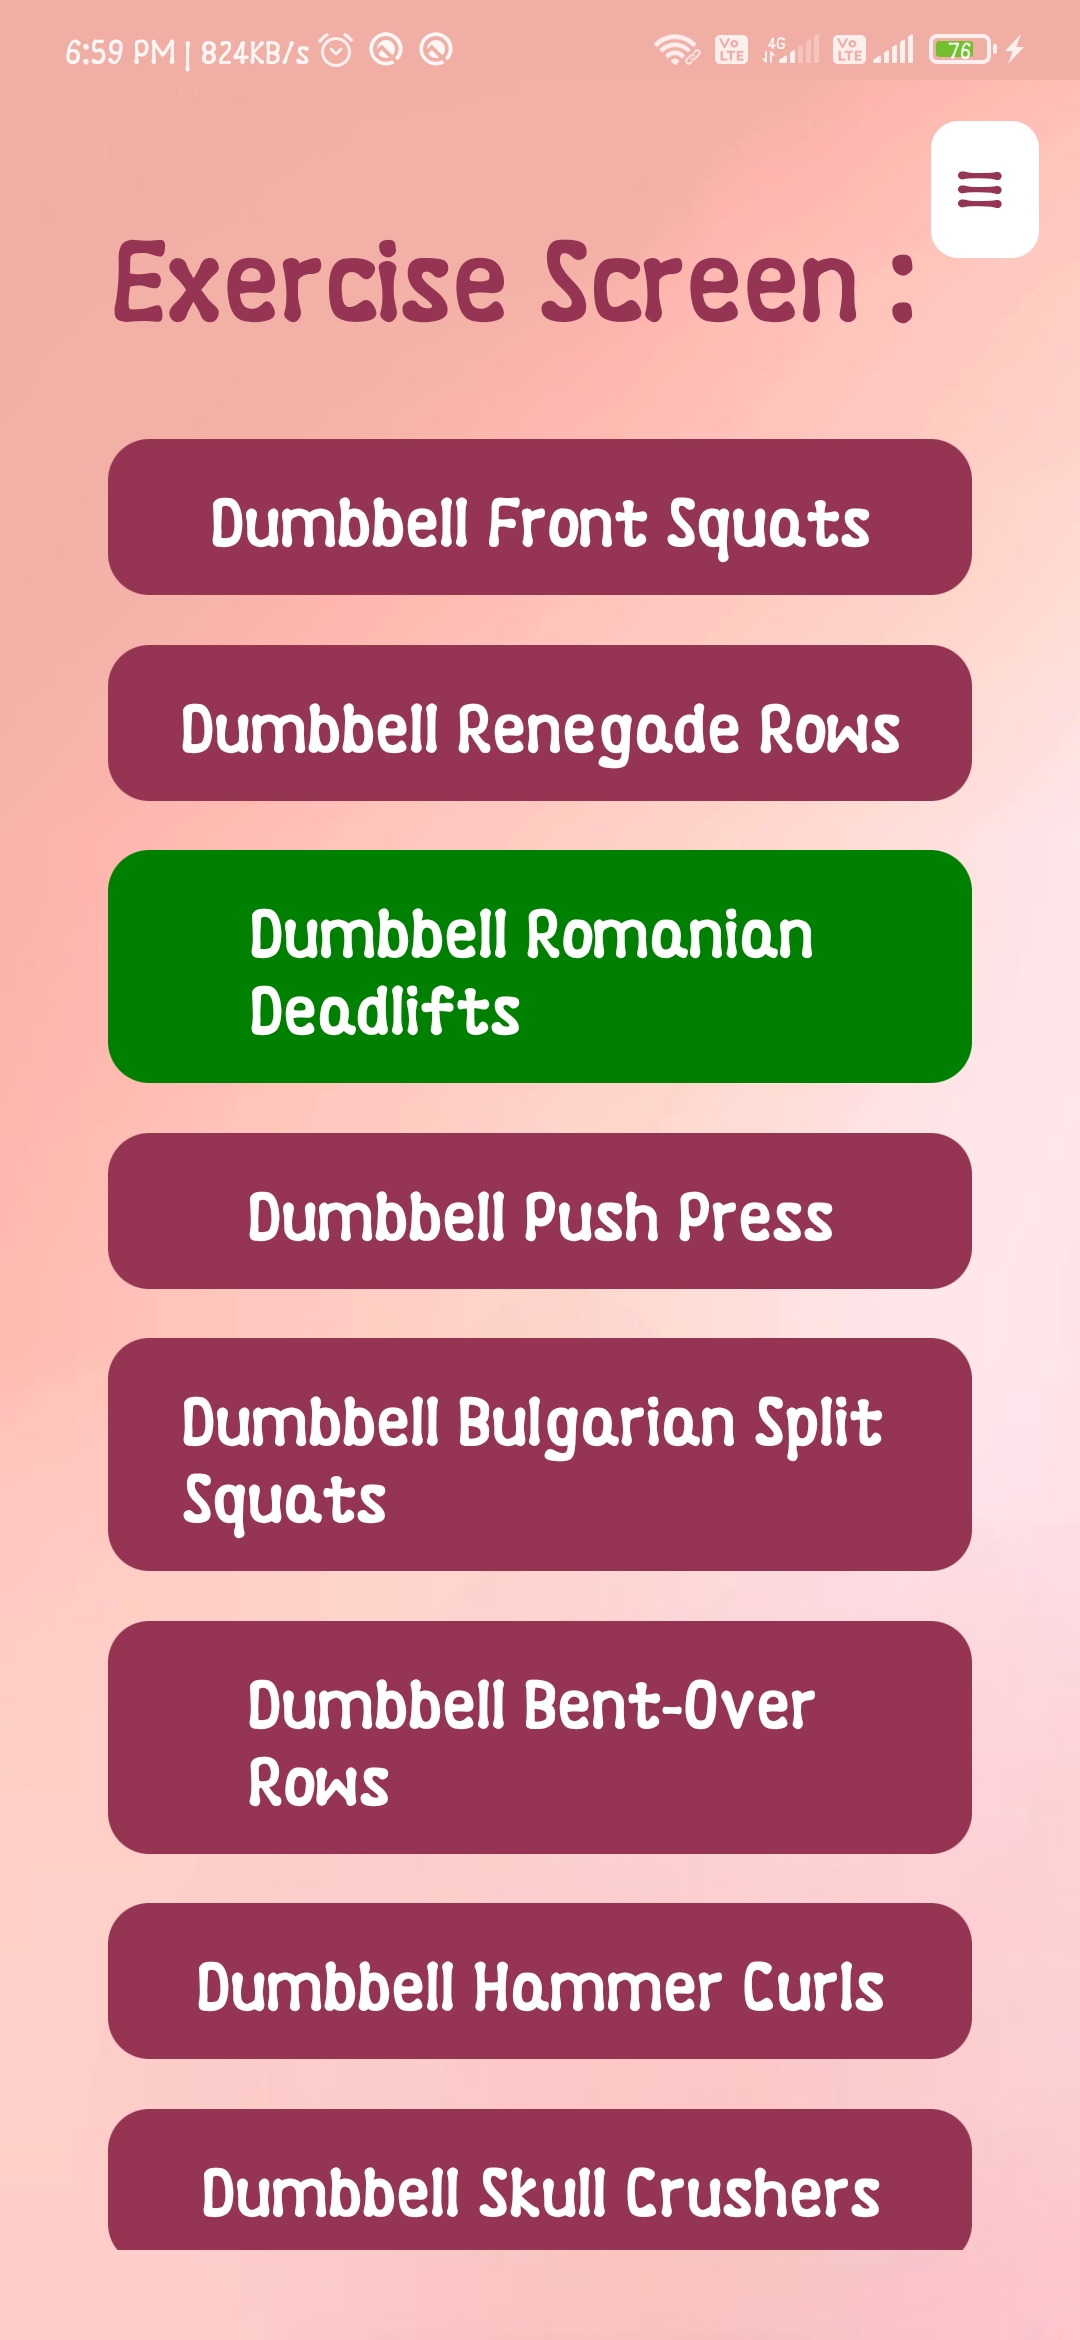 6:59 PM | 824KB/s Vo LTE 4G Vo LTE 76
Exercise Screen :
Dumbbell Front Squats
Dumbbell Renegade Rows
Dumbbell Romanian
Deadlifts
Dumbbell Push Press
Dumbbell Bulgarian Split
Squats
Dumbbell Bent-Over
Rows
Dumbbell Hammer Curls
Dumbbell Skull Crushers